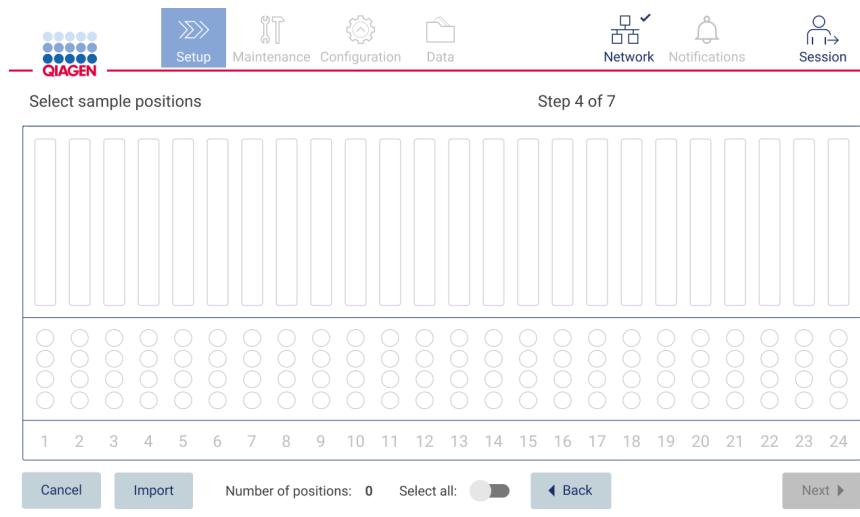 QIAGEN
Setup Maintenance Configuration Data Network Notifications Session
Select sample positions Step 4 of 7
1 2 3 4 5 6 7 8 9 10 11 12 13 14 15 16 17 18 19 20 21 22 23 24
Cancel Import Number of positions: 0 Select all: Back Next